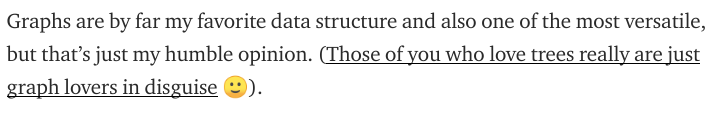 Graphs are by far my favorite data structure and also one of the most versatile,
but that’s just my humble opinion. (Those of you who love trees really are just
graph lovers in disguise 🙂).